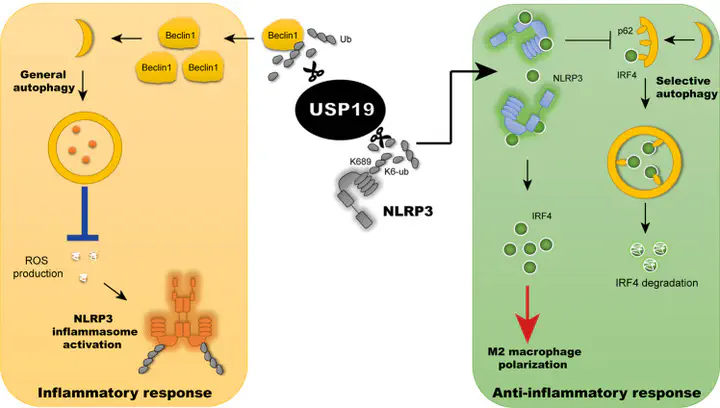 Beclin1
Beclin1
Ub
Beclin1
Beclin1
General
autophagy
ROS
production
NLRP3
inflammasome
activation
Inflammatory response
USP19
K689
K6-ub
NLRP3
p62
NLRP3
IRF4
Selective
autophagy
IRF4
IRF4 degradation
M2 macrophage
polarization
Anti-inflammatory response